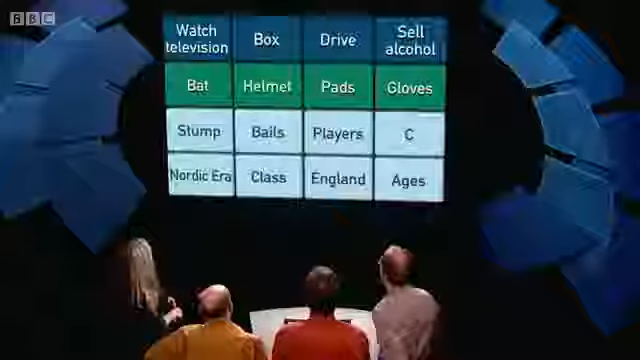 BBC
Watch television
Box
Drive
Sell alcohol
Bat
Helmet
Pads
Gloves
Stump
Bails
Players
C
Nordic Era
Class
England
Ages